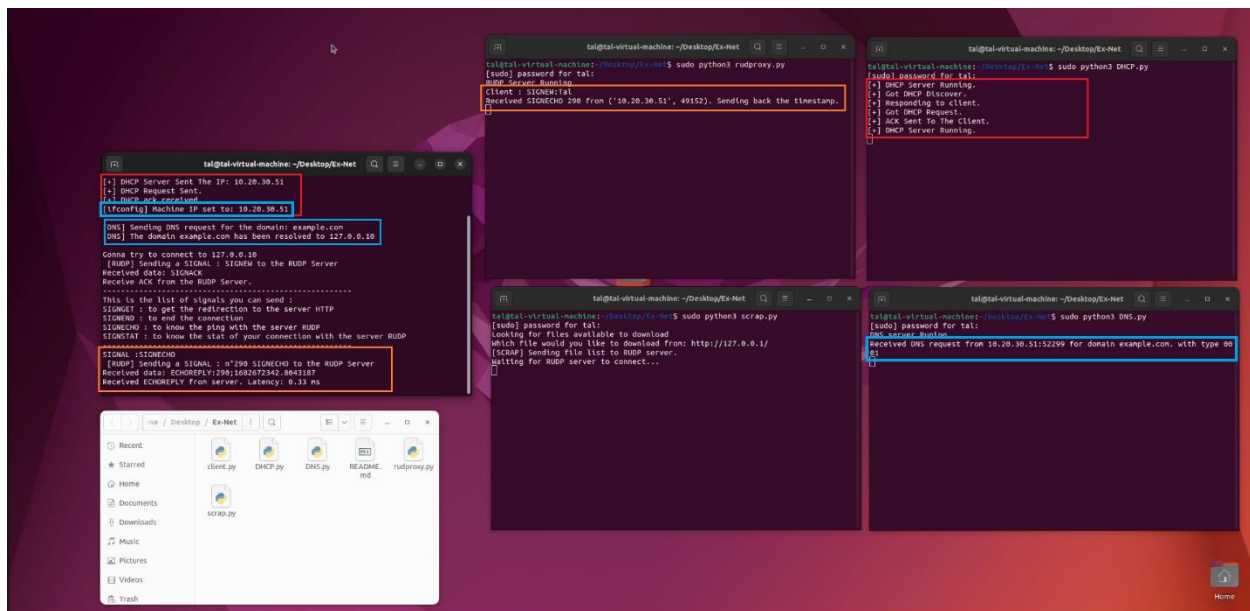 tal@tal-virtual-machine: ~/Desktop/Ex-Net
tal@tal-virtual-machine:~/Desktop/Ex-Net$ sudo python3 rudproxy.py
[sudo] password for tal:
RUDP Server Running
Client : SIGNEW:Tal
Received SIGNECHO 290 from ('10.20.30.51', 49152). Sending back the timestamp.
tal@tal-virtual-machine: ~/Desktop/Ex-Net
tal@tal-virtual-machine:~/Desktop/Ex-Net$ sudo python3 DHCP.py
[sudo] password for tal:
[+] DHCP Server Running.
[+] Got DHCP Discover.
[+] Responding to client.
[+] Got DHCP Request.
[+] ACK Sent To The Client.
[+] DHCP Server Running.
tal@tal-virtual-machine: ~/Desktop/Ex-Net
[+] DHCP Server Sent The IP: 10.20.30.51
[+] DHCP Request Sent.
[+] DHCP ack received
[ifconfig] Machine IP set to: 10.20.30.51
DNS] Sending DNS request for the domain: example.com
DNS] The domain example.com has been resolved to 127.0.0.10
Gonna try to connect to 127.0.0.10
[RUDP] Sending a SIGNAL : SIGNEW to the RUDP Server
Received data: SIGNACK
Receive ACK from the RUDP Server.
--------------------------------------------------
This is the list of signals you can send :
SIGNGET : to get the redirection to the server HTTP
SIGNEND : to end the connection
SIGNECHO : to know the ping with the server RUDP
SIGNSTAT : to know the stat of your connection with the server RUDP
--------------------------------------------------
SIGNAL :SIGNECHO
[RUDP] Sending a SIGNAL : n°290 SIGNECHO to the RUDP Server
Received data: ECHOREPLY:290;1682672342.8043187
Received ECHOREPLY from server. Latency: 0.33 ms
tal@tal-virtual-machine: ~/Desktop/Ex-Net
tal@tal-virtual-machine:~/Desktop/Ex-Net$ sudo python3 scrap.py
[sudo] password for tal:
Looking for files available to download
Which file would you like to download from: http://127.0.0.1/
[SCRAP] Sending file list to RUDP server.
Waiting for RUDP server to connect...
tal@tal-virtual-machine: ~/Desktop/Ex-Net
tal@tal-virtual-machine:~/Desktop/Ex-Net$ sudo python3 DNS.py
[sudo] password for tal:
DNS server Runing
Received DNS request from 10.20.30.51:52299 for domain example.com. with type 00
01
me / Desktop / Ex-Net
Recent
Starred
Home
Documents
Downloads
Music
Pictures
Videos
Trash
client.py
DHCP.py
DNS.py
README.
md
rudproxy.py
scrap.py
Home